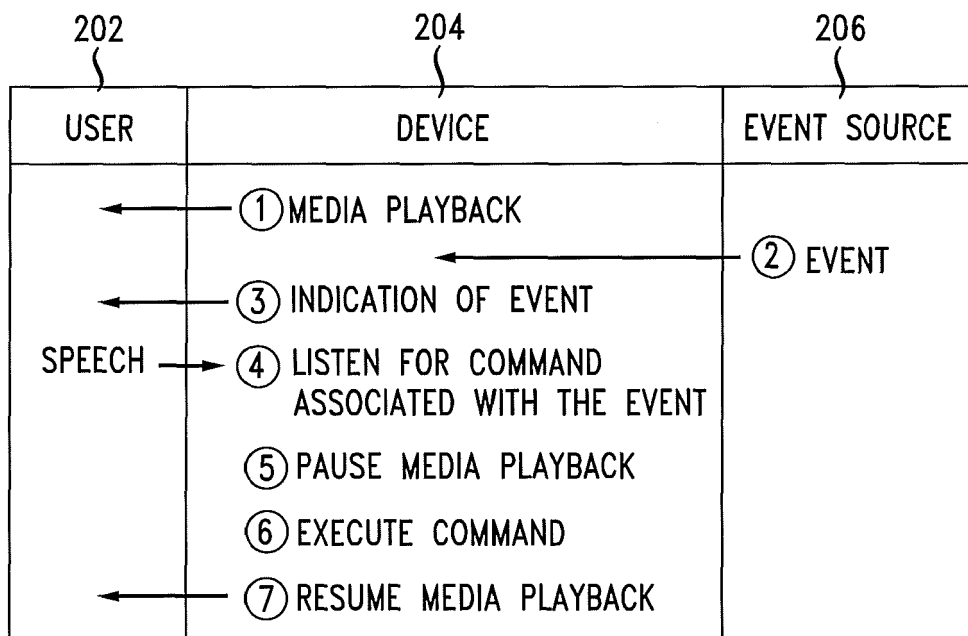 202 204 206
USER DEVICE EVENT SOURCE
1 MEDIA PLAYBACK
2 EVENT
3 INDICATION OF EVENT
SPEECH 4 LISTEN FOR COMMAND
ASSOCIATED WITH THE EVENT
5 PAUSE MEDIA PLAYBACK
6 EXECUTE COMMAND
7 RESUME MEDIA PLAYBACK